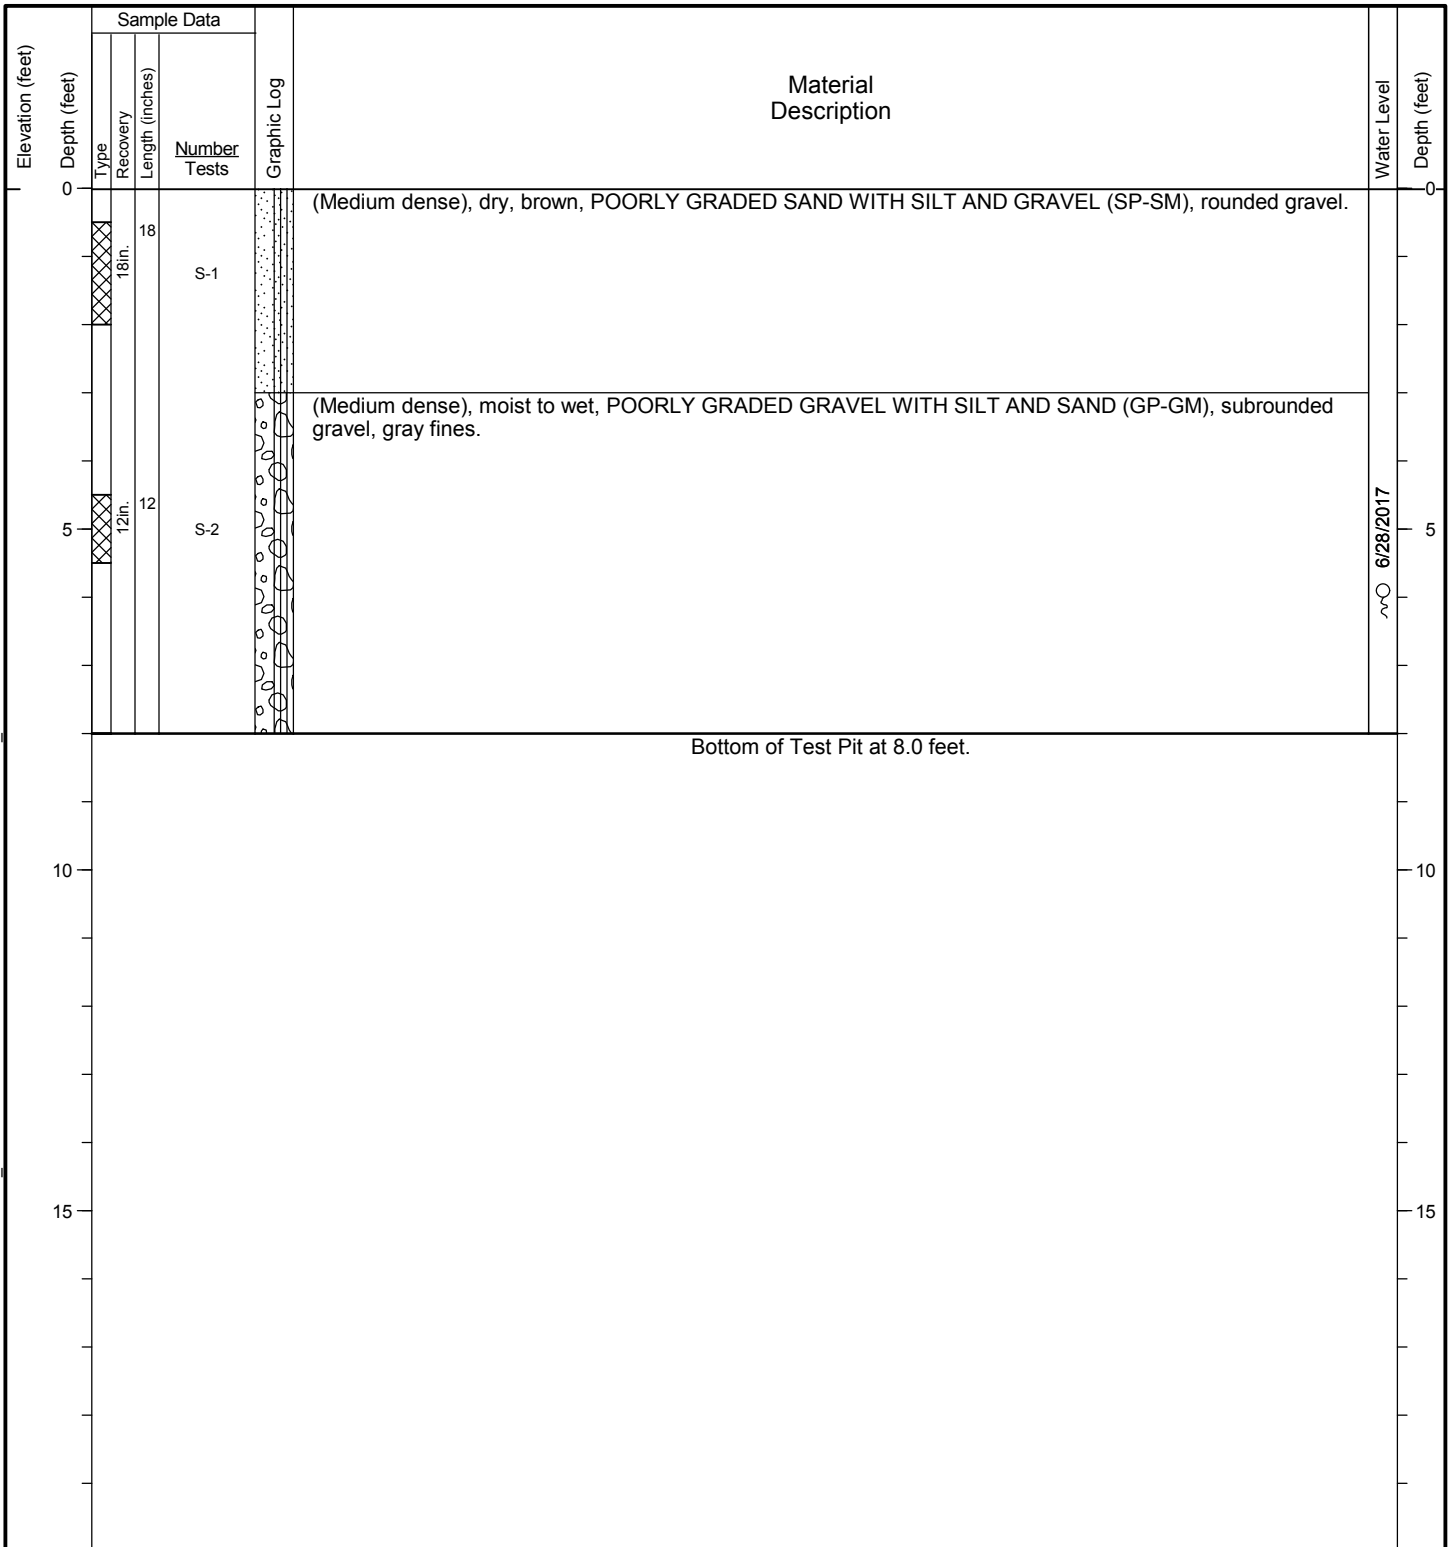 Sample Data
Elevation (feet)
Depth (feet)
Type
Recovery
Length (inches)
Number
Tests
Graphic Log
Material
Description
Water Level
Depth (feet)
0
0
(Medium dense), dry, brown, POORLY GRADED SAND WITH SILT AND GRAVEL (SP-SM), rounded gravel.
18in.
18
S-1
(Medium dense), moist to wet, POORLY GRADED GRAVEL WITH SILT AND SAND (GP-GM), subrounded
gravel, gray fines.
5
12in.
12
S-2
6/28/2017
5
Bottom of Test Pit at 8.0 feet.
10
10
15
15